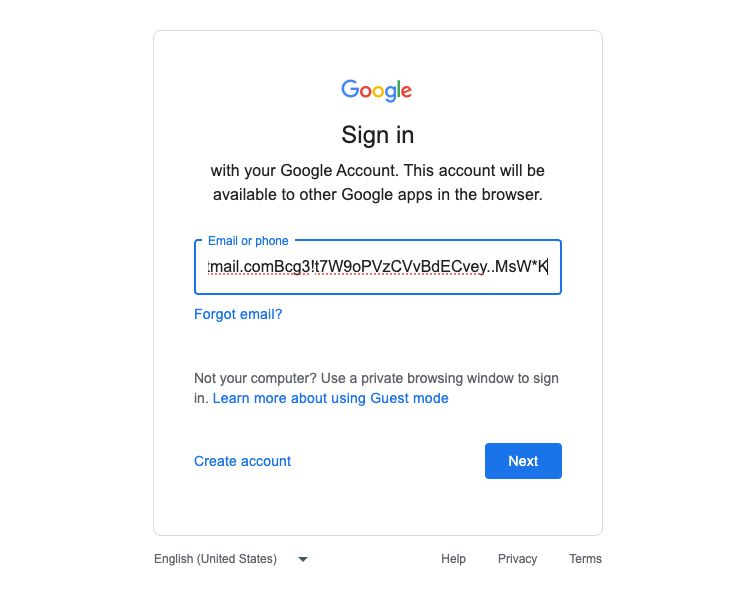 Google
Sign in
with your Google Account. This account will be
available to other Google apps in the browser.
Email or phone
tmail.comBcg3!t7W9oPVzCVvBdECvey..MsW*K
Forgot email?
Not your computer? Use a private browsing window to sign
in. Learn more about using Guest mode
Create account
Next
English (United States)
Help
Privacy
Terms